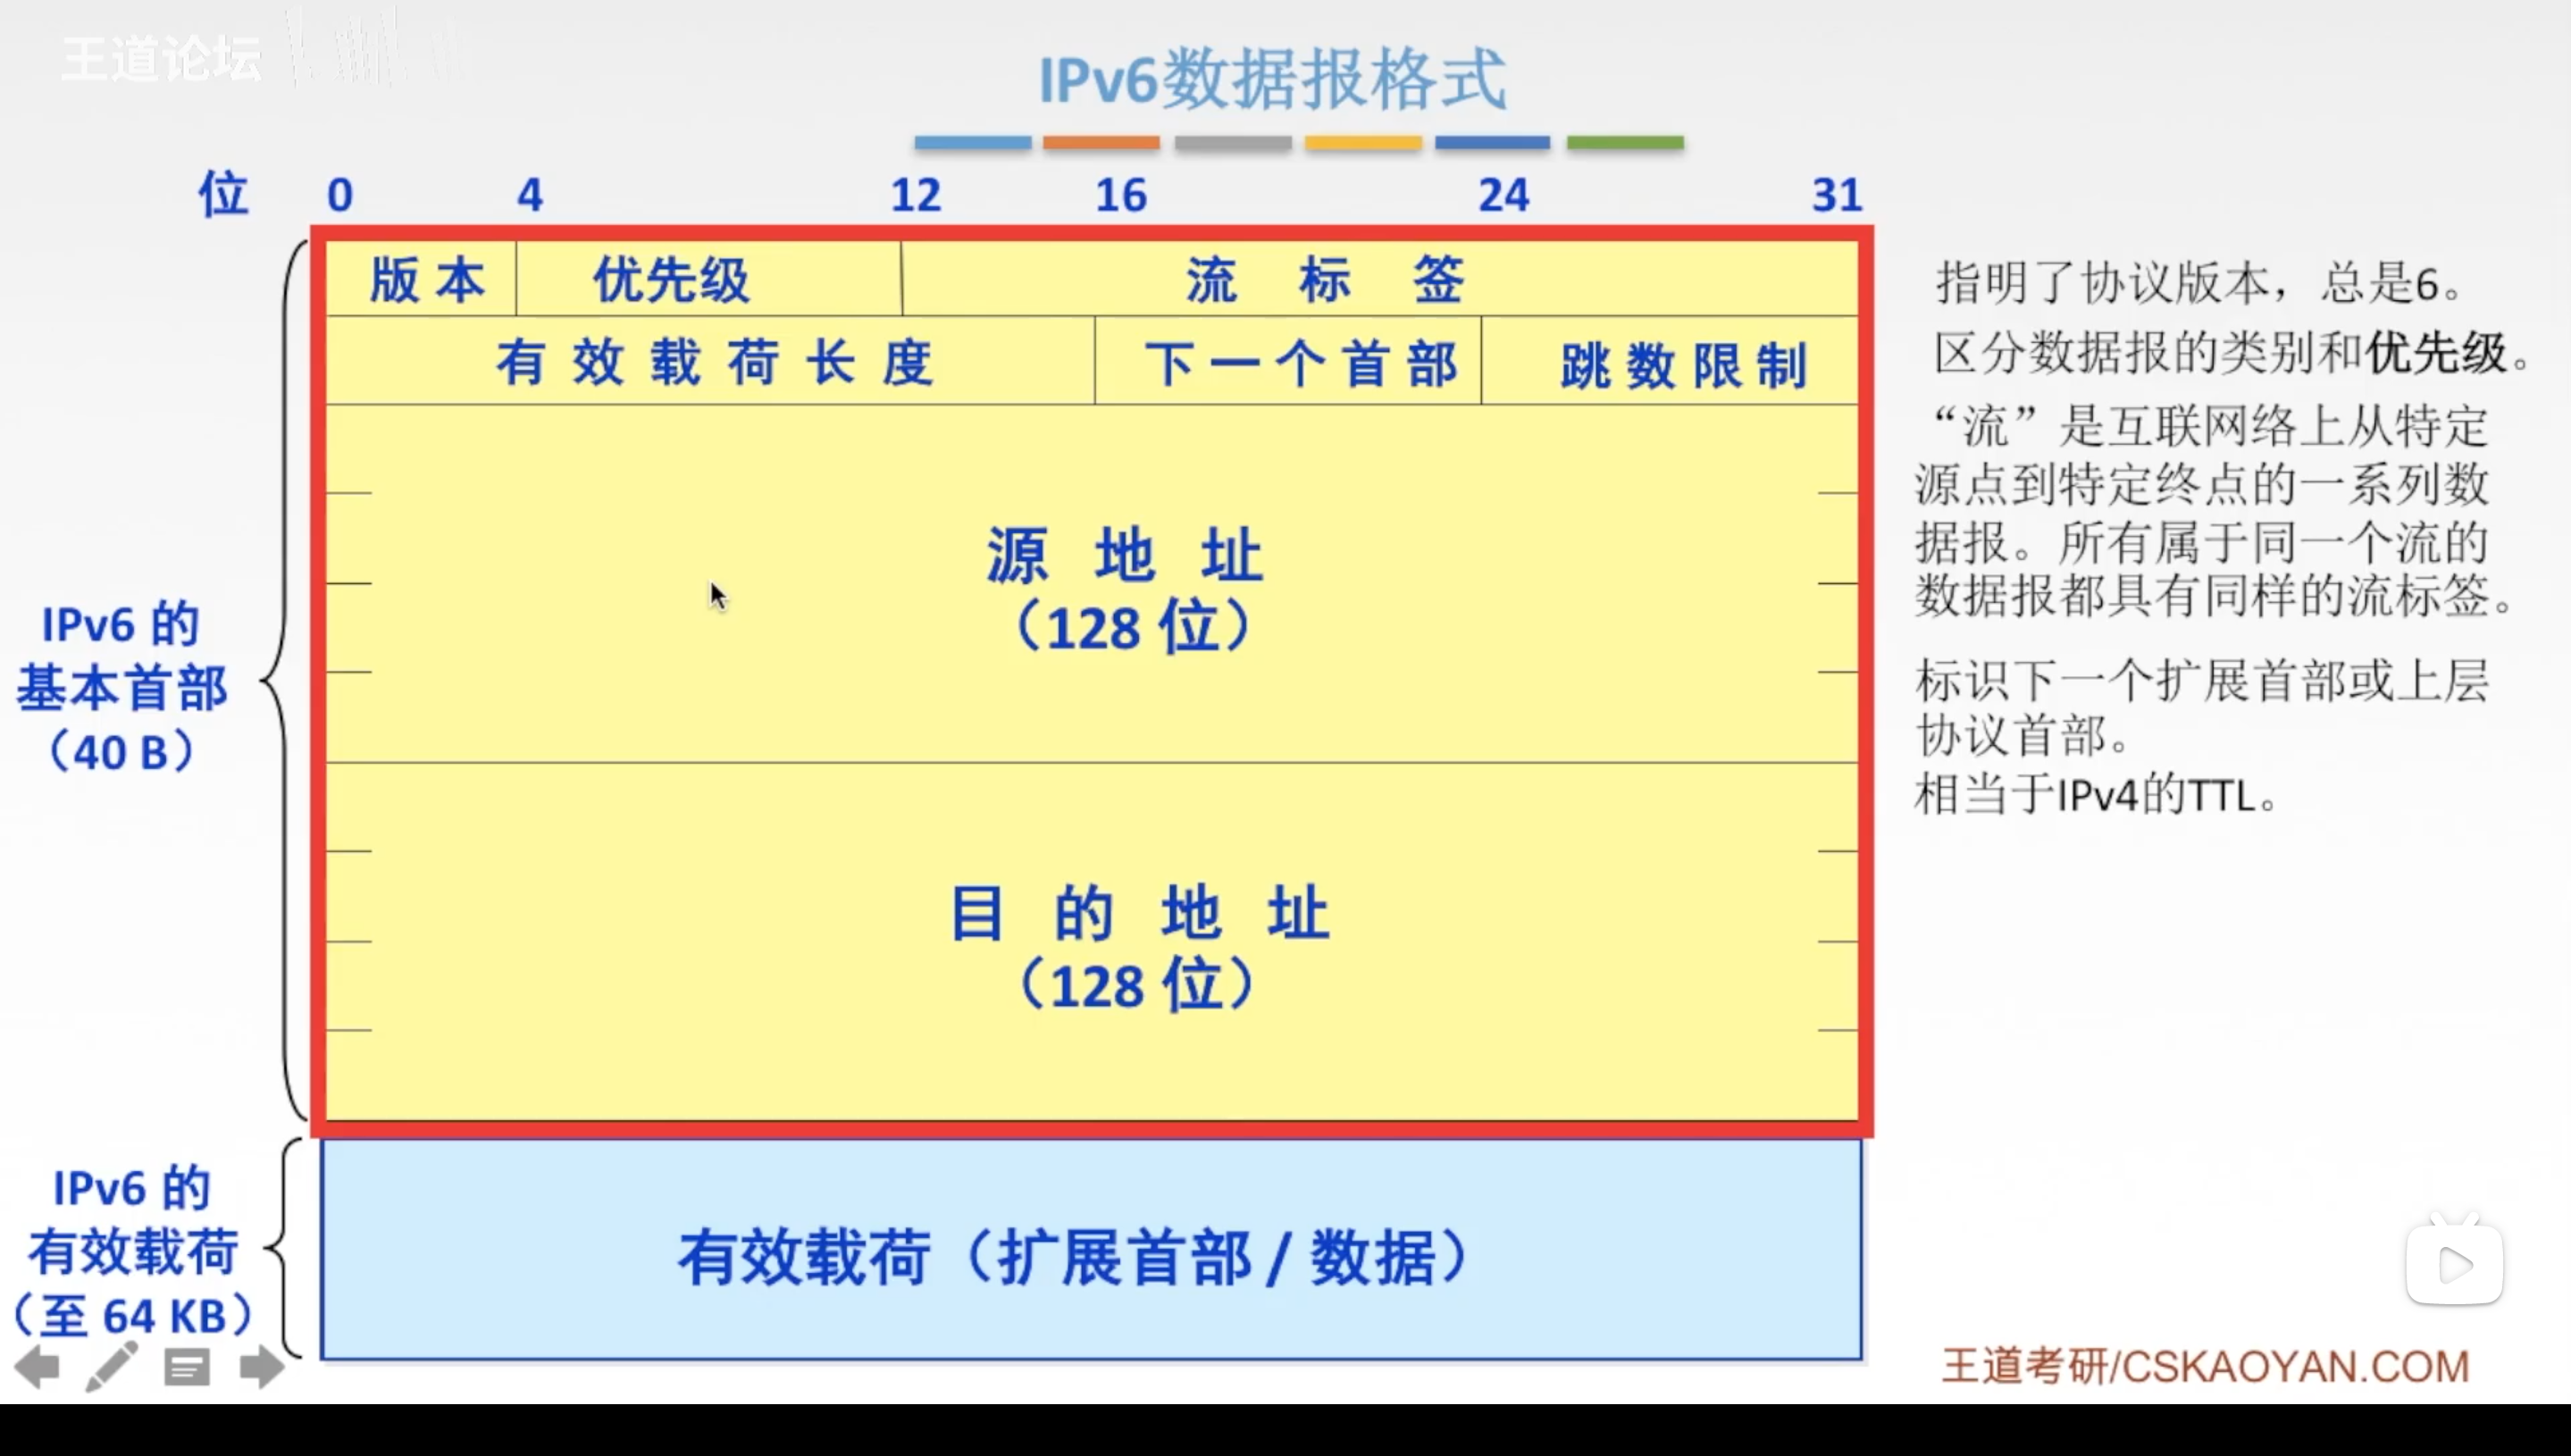 王道论坛
IPv6数据报格式
位 0 4 12 16 24 31
版本 优先级 流标签
有效载荷长度 下一个首部 跳数限制
源地址
（128 位）
目的地址
（128 位）
IPv6 的
基本首部
（40 B）
IPv6 的
有效载荷
（至 64 KB）
有效载荷（扩展首部 / 数据）
指明了协议版本，总是6。
区分数据报的类别和优先级。
“流”是互联网络上从特定
源点到特定终点的一系列数
据报。所有属于同一个流的
数据报都具有同样的流标签。
标识下一个扩展首部或上层
协议首部。
相当于IPv4的TTL。
王道考研/CSKAOYAN.COM